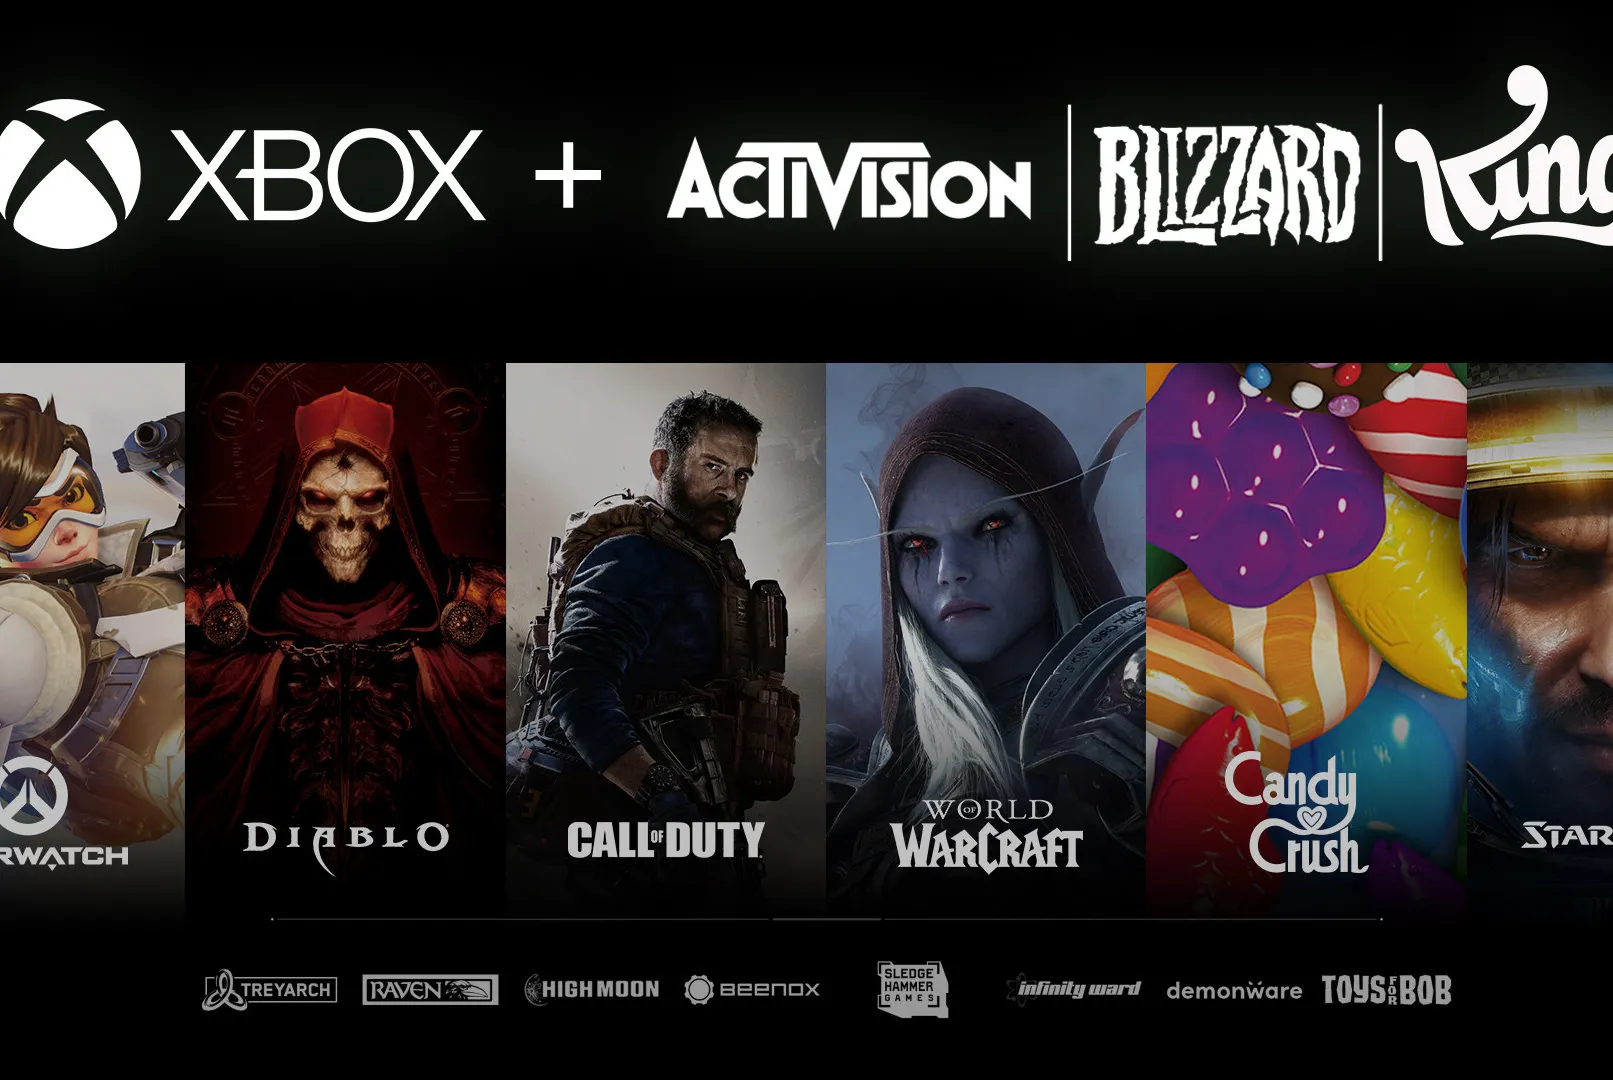 XBOX + ACTIVISION | BLIZZARD | King
RWATCH
DIABLO
CALL OF DUTY
WORLD OF WARCRAFT
Candy Crush
STAR
TREYARCH
RAVEN
HIGH MOON
BEENOX
SLEDGE HAMMER GAMES
infinity ward
demonware
TOYS FOR BOB